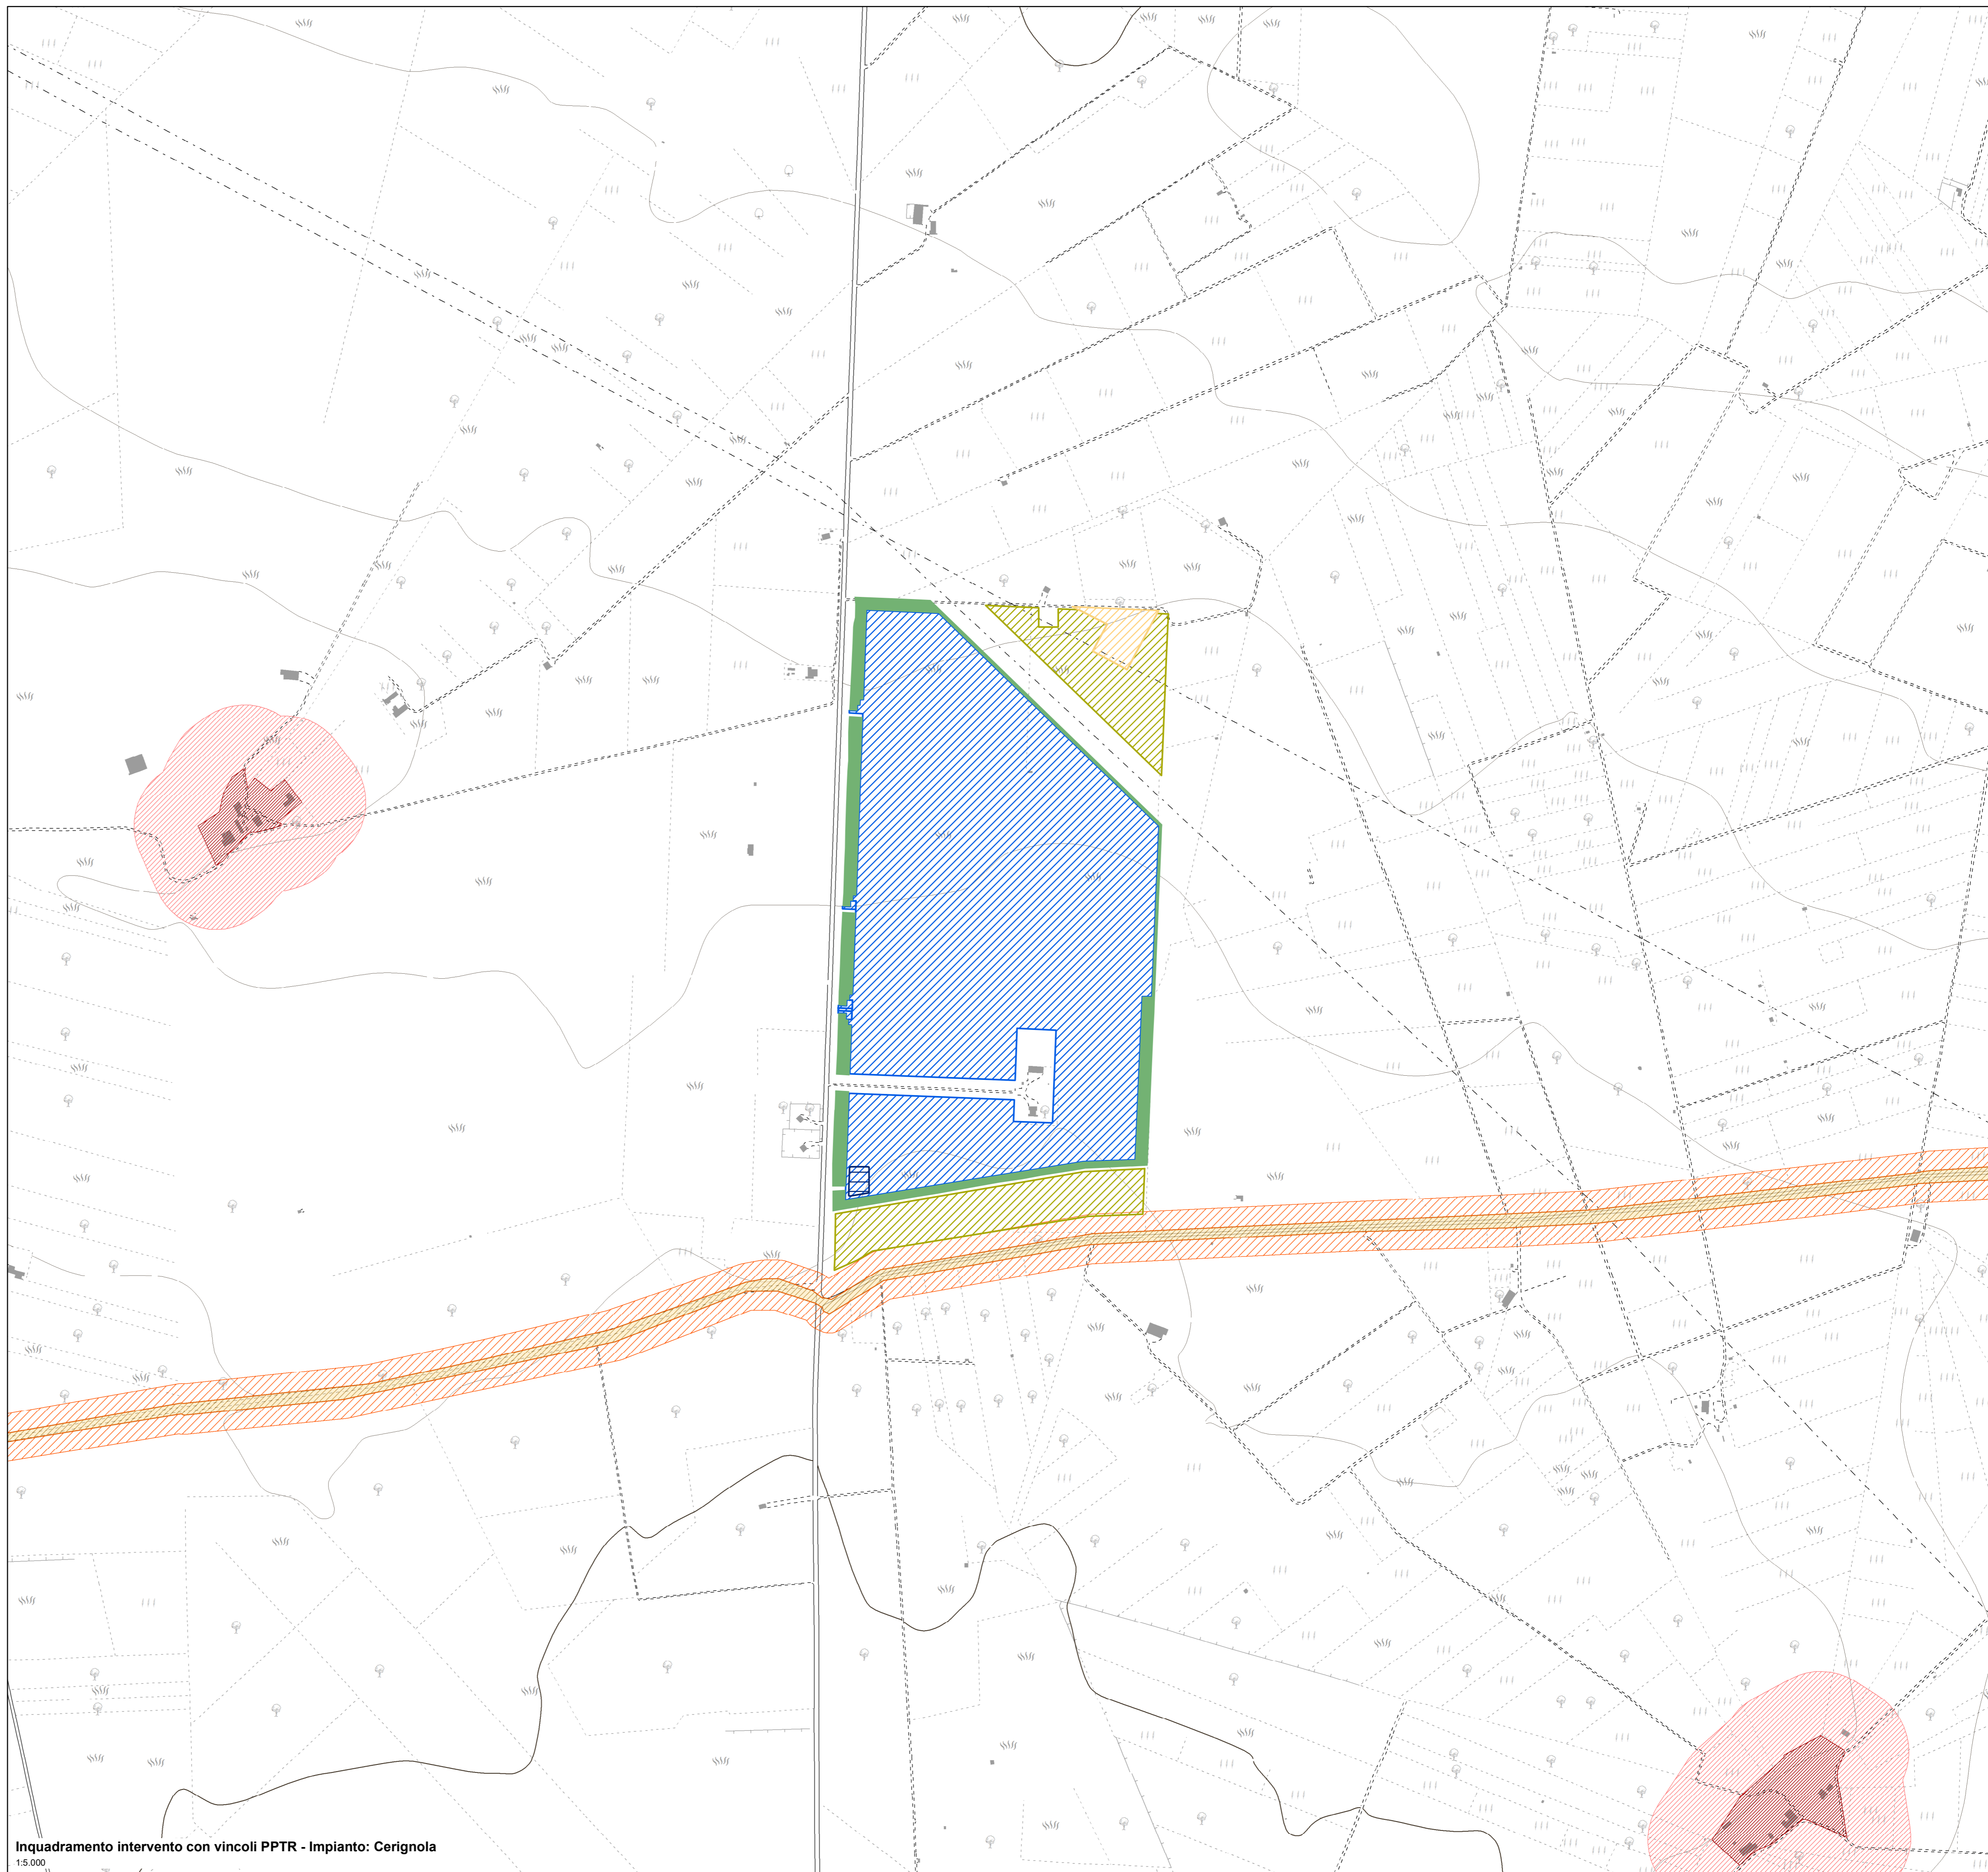 Inquadramento intervento con vincoli PPTR - Impianto: Cerignola
1:5.000